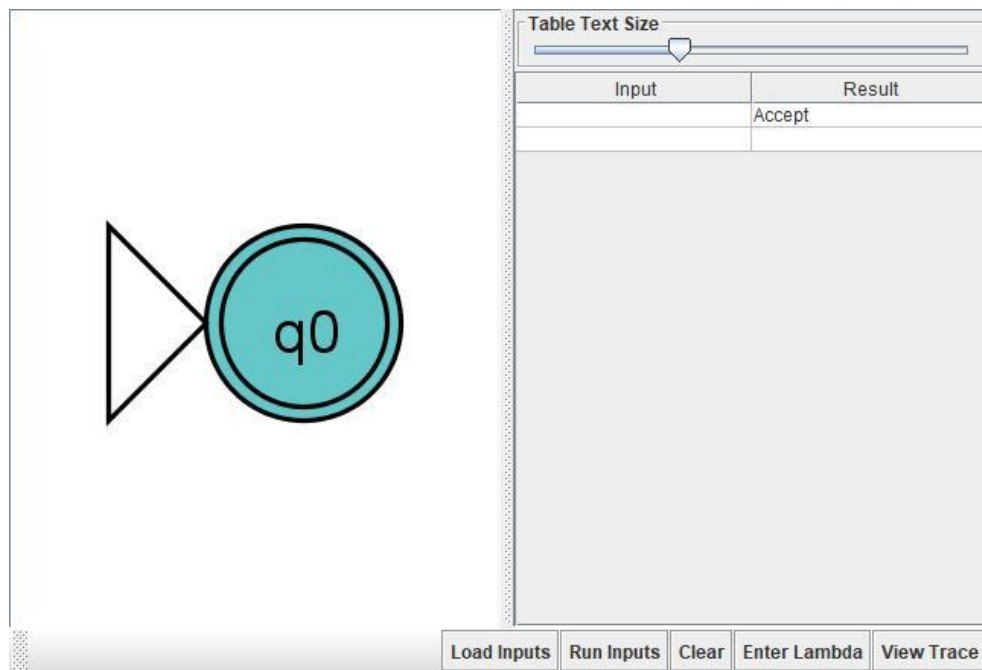 Table Text Size
Input Result
Accept
q0
Load Inputs Run Inputs Clear Enter Lambda View Trace